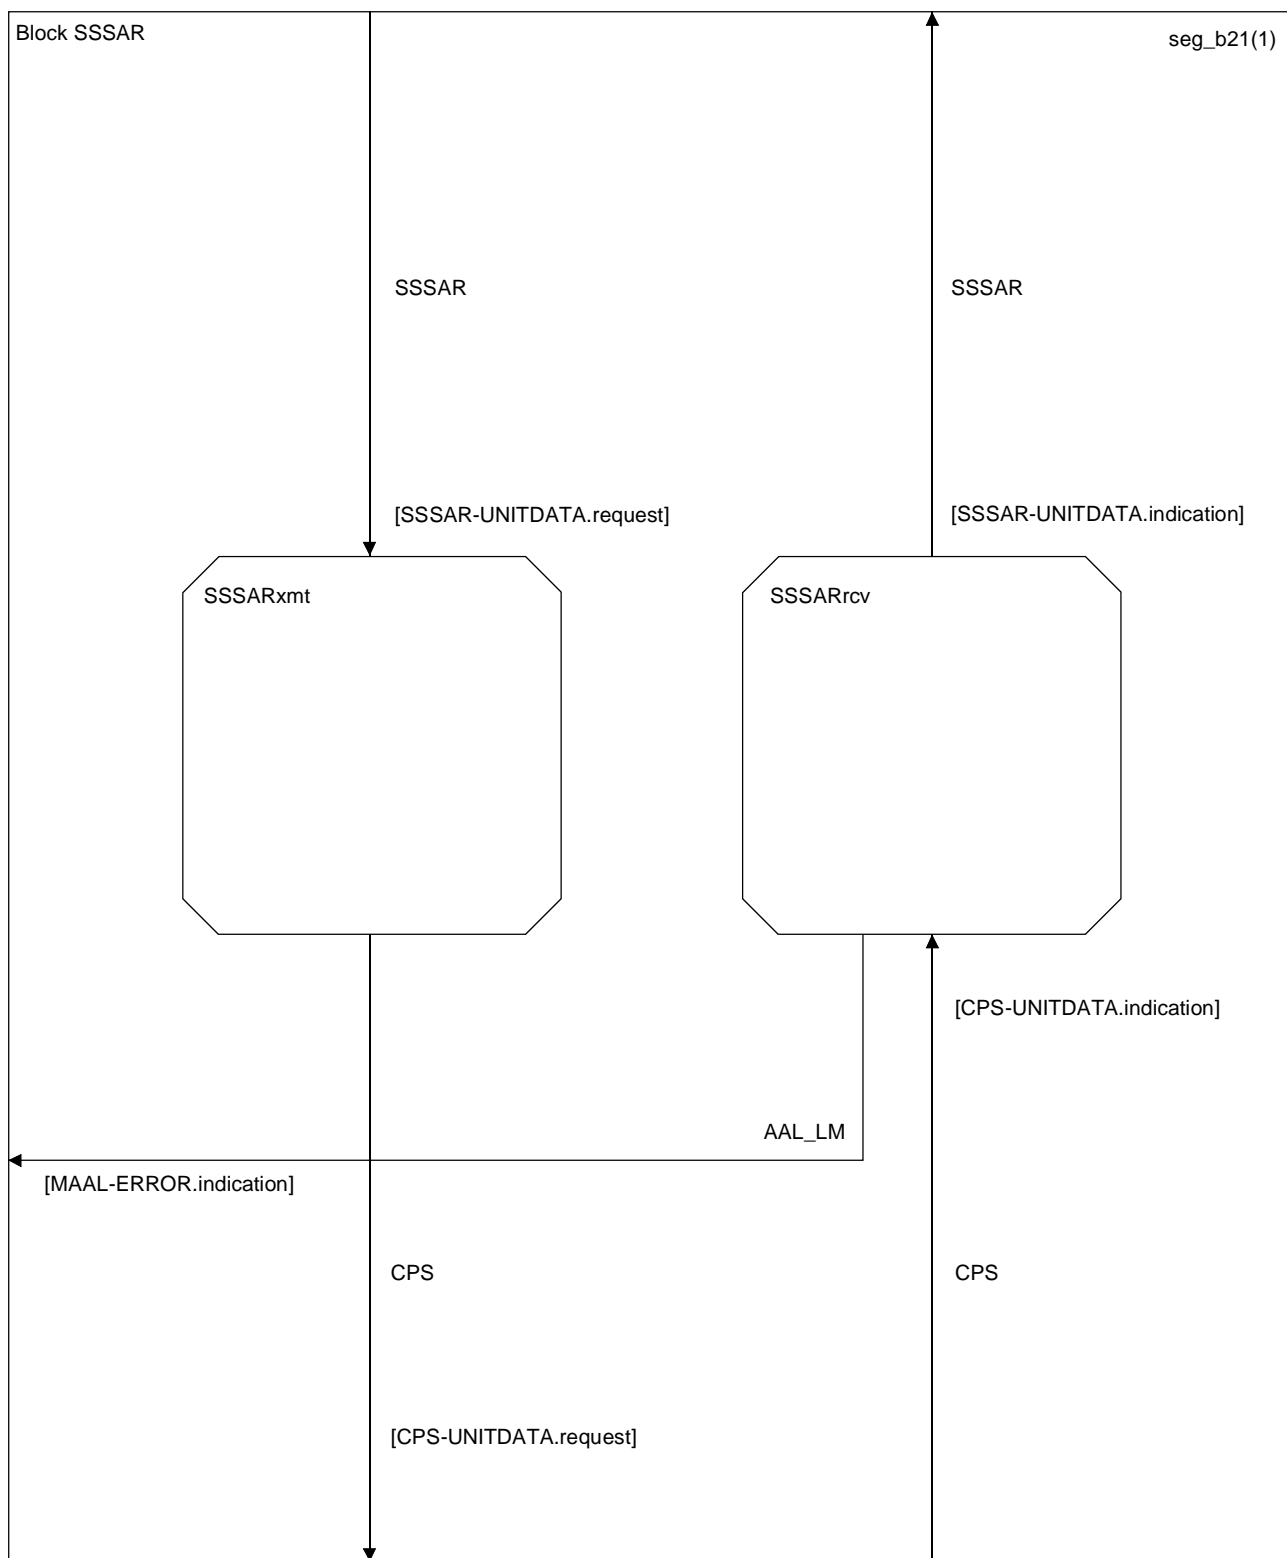 Block SSSAR
seg_b21(1)
SSSAR
SSSAR
[SSSAR-UNITDATA.request]
[SSSAR-UNITDATA.indication]
SSSARxmt
SSSARrcv
[CPS-UNITDATA.indication]
AAL_LM
[MAAL-ERROR.indication]
CPS
CPS
[CPS-UNITDATA.request]